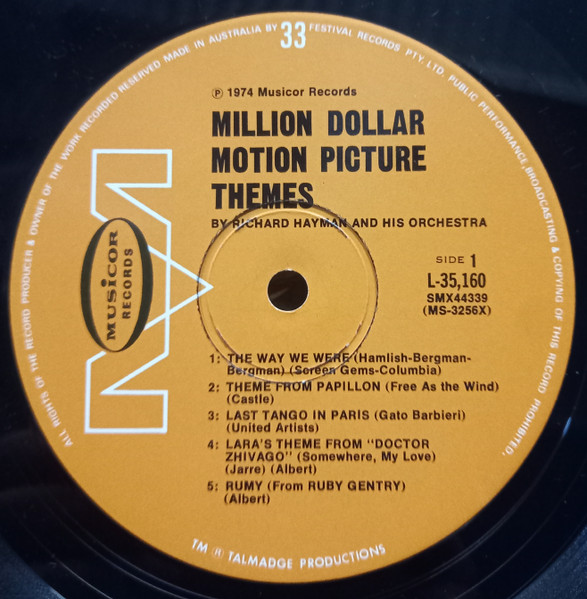 ALL RIGHTS OF THE RECORD PRODUCER & OWNER OF THE WORK RECORDED RESERVED MADE IN AUSTRALIA BY FESTIVAL RECORDS PTY. LTD. PUBLIC PERFORMANCE, BROADCASTING & COPYING OF THIS RECORD PROHIBITED.
33
℗ 1974 Musicor Records
MILLION DOLLAR
MOTION PICTURE
THEMES
BY RICHARD HAYMAN AND HIS ORCHESTRA
MUSICOR
RECORDS
SIDE 1
L-35,160
SMX44339
(MS-3256X)
1: THE WAY WE WERE (Hamlish-Bergman-
Bergman) (Screen Gems-Columbia)
2: THEME FROM PAPILLON (Free As the Wind)
(Castle)
3: LAST TANGO IN PARIS (Gato Barbieri)
(United Artists)
4: LARA'S THEME FROM "DOCTOR
ZHIVAGO" (Somewhere, My Love)
(Jarre) (Albert)
5: RUMY (From RUBY GENTRY)
(Albert)
TM ® TALMADGE PRODUCTIONS